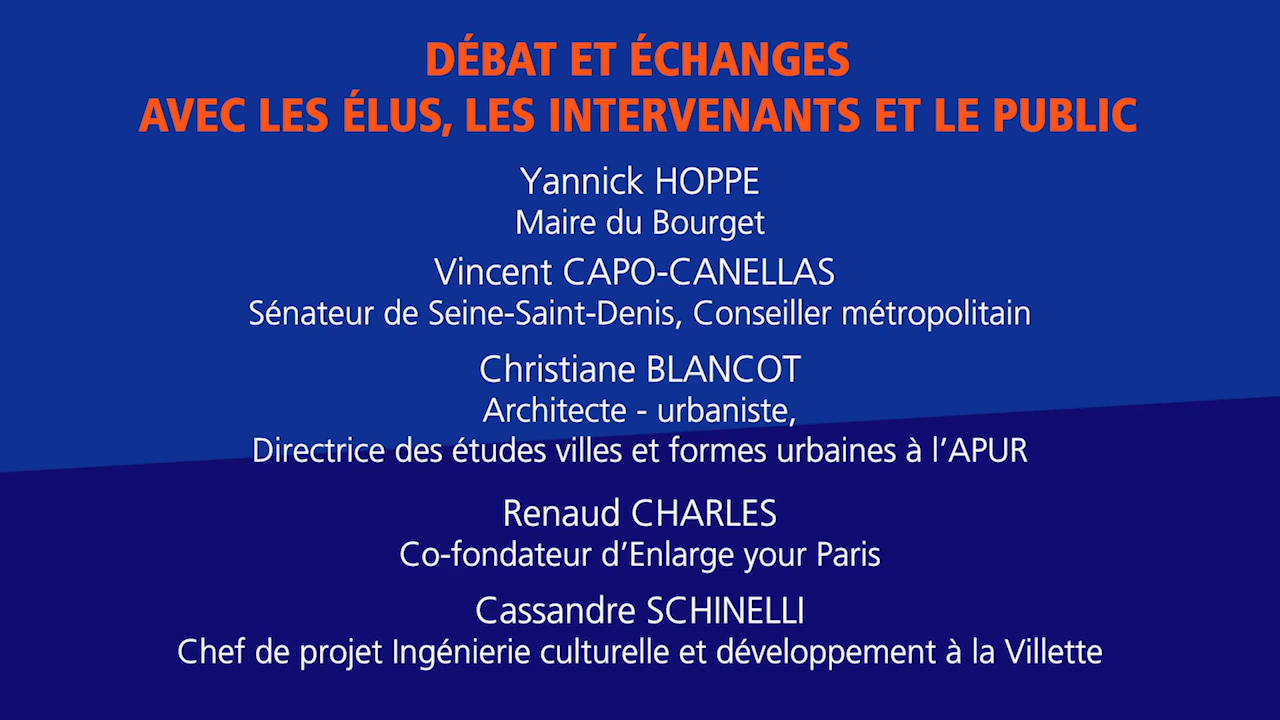 DÉBAT ET ÉCHANGES
AVEC LES ÉLUS, LES INTERVENANTS ET LE PUBLIC
Yannick HOPPE
Maire du Bourget
Vincent CAPO-CANELLAS
Sénateur de Seine-Saint-Denis, Conseiller métropolitain
Christiane BLANCOT
Architecte - urbaniste,
Directrice des études villes et formes urbaines à l’APUR
Renaud CHARLES
Co-fondateur d’Enlarge your Paris
Cassandre SCHINELLI
Chef de projet Ingénierie culturelle et développement à la Villette